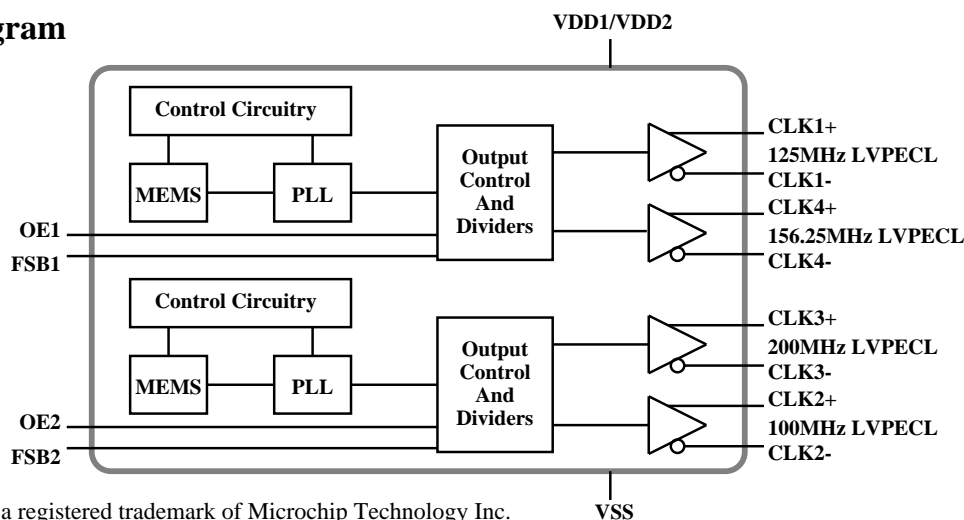 gram
VDD1/VDD2
Control Circuitry
MEMS
PLL
OE1
FSB1
Output
Control
And
Dividers
CLK1+
125MHz LVPECL
CLK1-
CLK4+
156.25MHz LVPECL
CLK4-
Control Circuitry
MEMS
PLL
OE2
FSB2
Output
Control
And
Dividers
CLK3+
200MHz LVPECL
CLK3-
CLK2+
100MHz LVPECL
CLK2-
VSS
a registered trademark of Microchip Technology Inc.